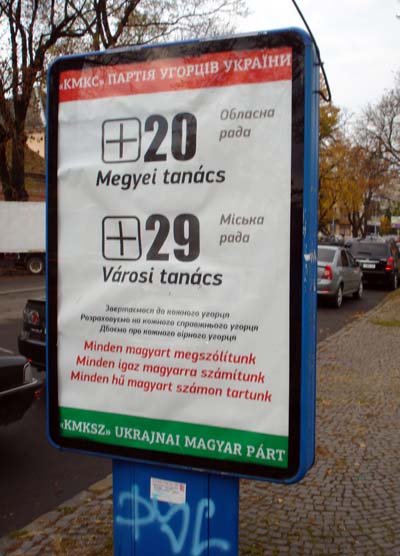 «КМКС» ПАРТІЯ УГОРЦІВ УКРАЇНИ
+20
Обласна
рада
Megyei tanács
+29
Міська
рада
Városi tanács
Звертаємося до кожного угорця
Розраховуємо на кожного справжнього угорця
Дбаємо про кожного вірного угорця
Minden magyart megszólítunk
Minden igaz magyarra számítunk
Minden hű magyart számon tartunk
«KMKSZ» UKRAJNAI MAGYAR PÁRT